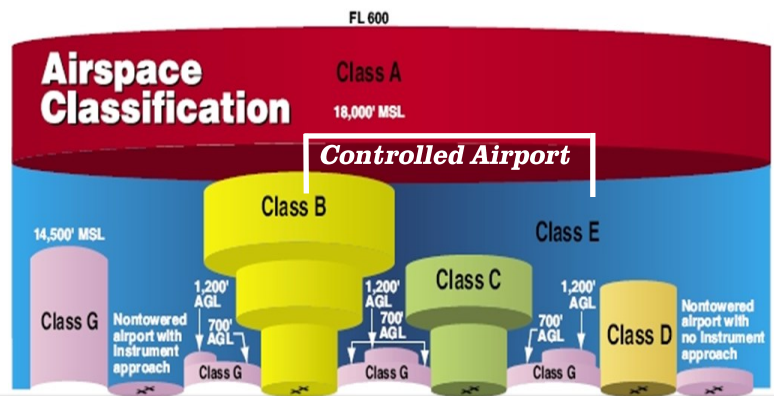 FL 600
Airspace
Classification
Class A
18,000' MSL
Controlled Airport
Class B
Class E
14,500' MSL
Class G
Nontowered
airport with
Instrument
approach
1,200'
AGL
700'
AGL
Class G
1,200'
AGL
700'
AGL
Class G
Class C
1,200'
AGL
700'
AGL
Class G
Class D
Nontowered
airport with
no Instrument
approach